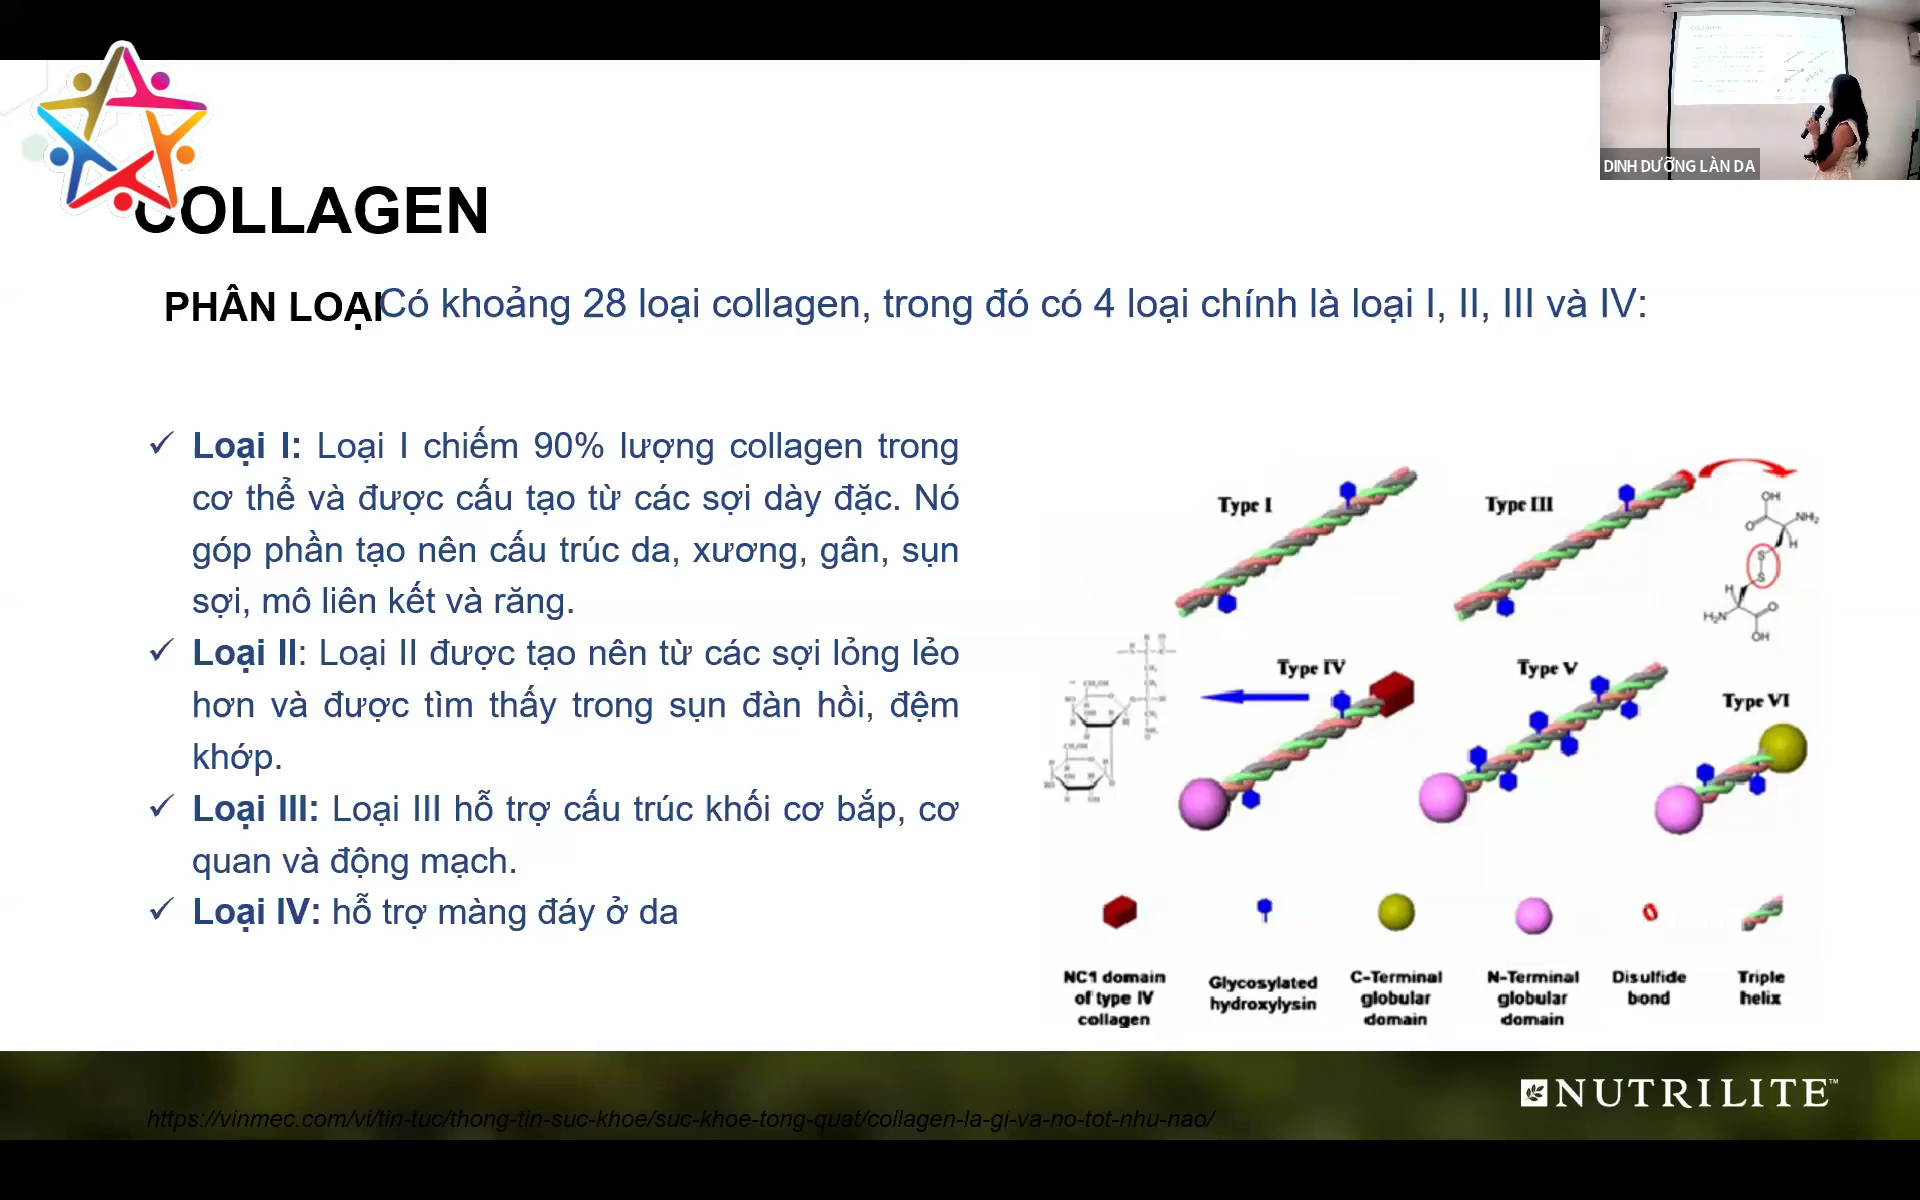 DINH DƯỠNG LÀN DA
COLLAGEN
PHÂN LOẠI
Có khoảng 28 loại collagen, trong đó có 4 loại chính là loại I, II, III và IV:
✓ Loại I: Loại I chiếm 90% lượng collagen trong
cơ thể và được cấu tạo từ các sợi dày đặc. Nó
góp phần tạo nên cấu trúc da, xương, gân, sụn
sợi, mô liên kết và răng.
✓ Loại II: Loại II được tạo nên từ các sợi lỏng lẻo
hơn và được tìm thấy trong sụn đàn hồi, đệm
khớp.
✓ Loại III: Loại III hỗ trợ cấu trúc khối cơ bắp, cơ
quan và động mạch.
✓ Loại IV: hỗ trợ màng đáy ở da
Type I
Type III
OH
O
NH₂
H
S
S
H
H₂N
O
OH
Type IV
Type V
Type VI
NC1 domain
of type IV
collagen
Glycosylated
hydroxylysin
C-Terminal
globular
domain
N-Terminal
globular
domain
Disulfide
bond
Triple
helix
NUTRILITE™
https://vinmec.com/vi/tin-tuc/thong-tin-suc-khoe/suc-khoe-tong-quat/collagen-la-gi-va-no-tot-nhu-nao/